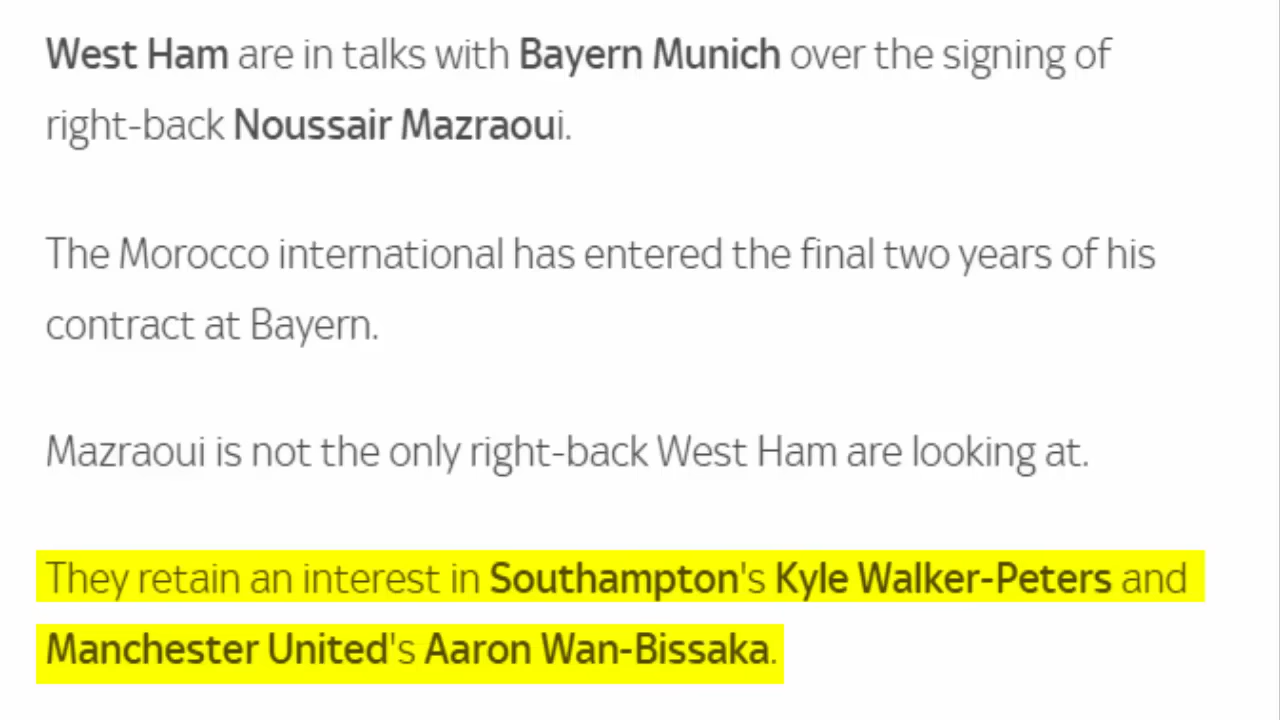 West Ham are in talks with Bayern Munich over the signing of
right-back Noussair Mazraoui.
The Morocco international has entered the final two years of his
contract at Bayern.
Mazraoui is not the only right-back West Ham are looking at.
They retain an interest in Southampton's Kyle Walker-Peters and
Manchester United's Aaron Wan-Bissaka.